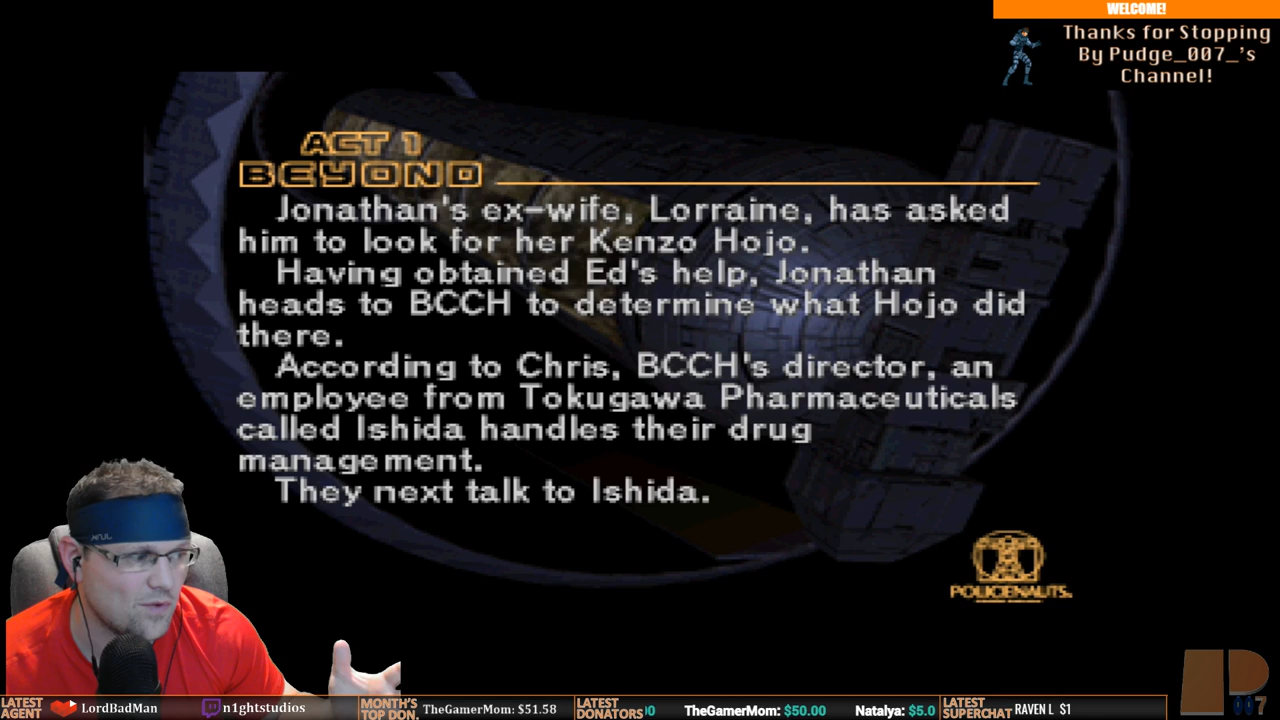 WELCOME!
Thanks for Stopping
By Pudge_007_'s
Channel!
ACT 1
BEYOND
Jonathan's ex-wife, Lorraine, has asked
him to look for her Kenzo Hojo.
Having obtained Ed's help, Jonathan
heads to BCCH to determine what Hojo did
there.
According to Chris, BCCH's director, an
employee from Tokugawa Pharmaceuticals
called Ishida handles their drug
management.
They next talk to Ishida.
POLICENAUTS
LATEST
AGENT
LordBadMan
n1ghtstudios
MONTH'S
TOP DON.
TheGamerMom: $51.58
LATEST
DONATORS
TheGamerMom: $50.00
Natalya: $5.0
LATEST
SUPERCHAT
RAVEN L $1
P
007